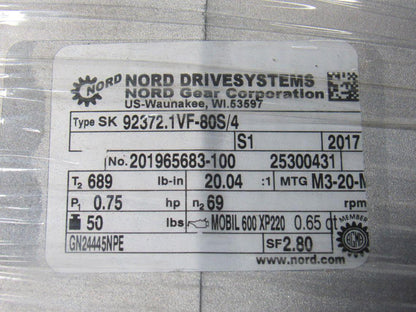 NORD NORD DRIVESYSTEMS
NORD Gear Corporation
US-Waunakee, WI.53597
Type SK 92372.1VF-80S/4
S1 2017
No. 201965683-100 25300431
T2 689 lb-in 20.04 :1 MTG M3-20-
P1 0.75 hp n2 69 rpm
50 lbs MOBIL 600 XP220 0.65 qt
MEMBER
GN24445NPE SF 2.80
www.nord.com